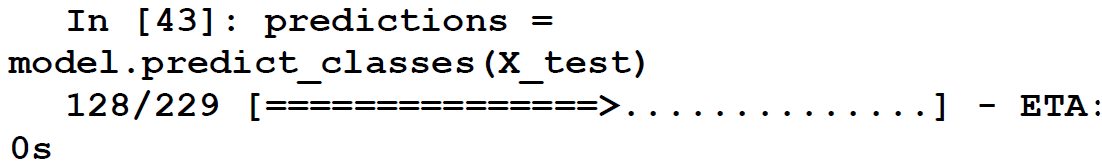 In [43]: predictions =
model.predict_classes(X_test)
128/229 [===============>..............] - ETA:
0s